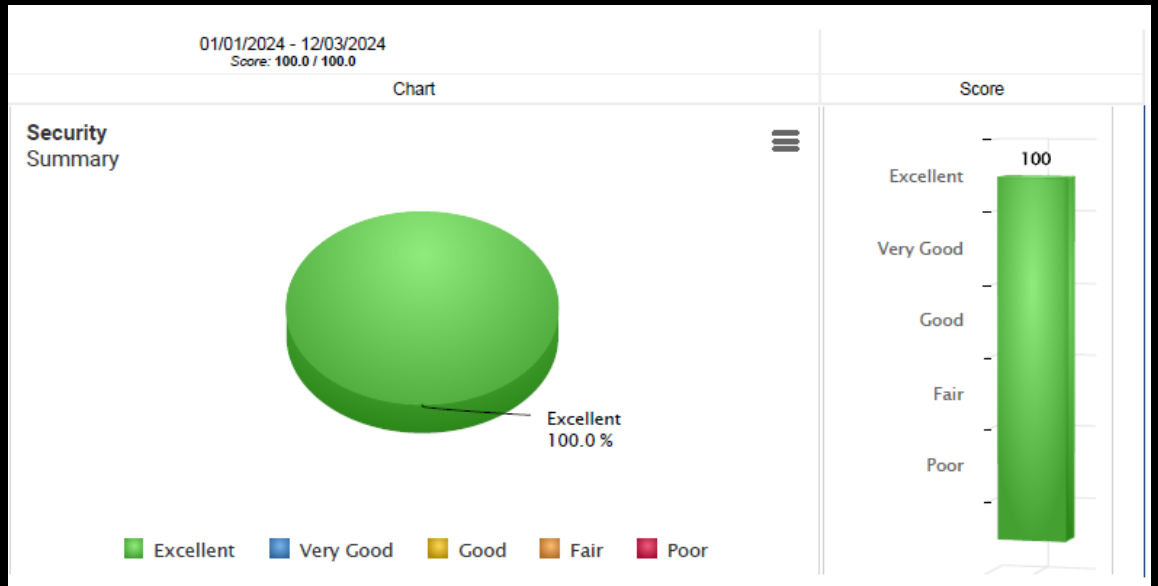 01/01/2024 - 12/03/2024
Score: 100.0 / 100.0
Chart
Score
Security
Summary
Excellent
100.0 %
Excellent
Very Good
Good
Fair
Poor
100
Excellent
Very Good
Good
Fair
Poor